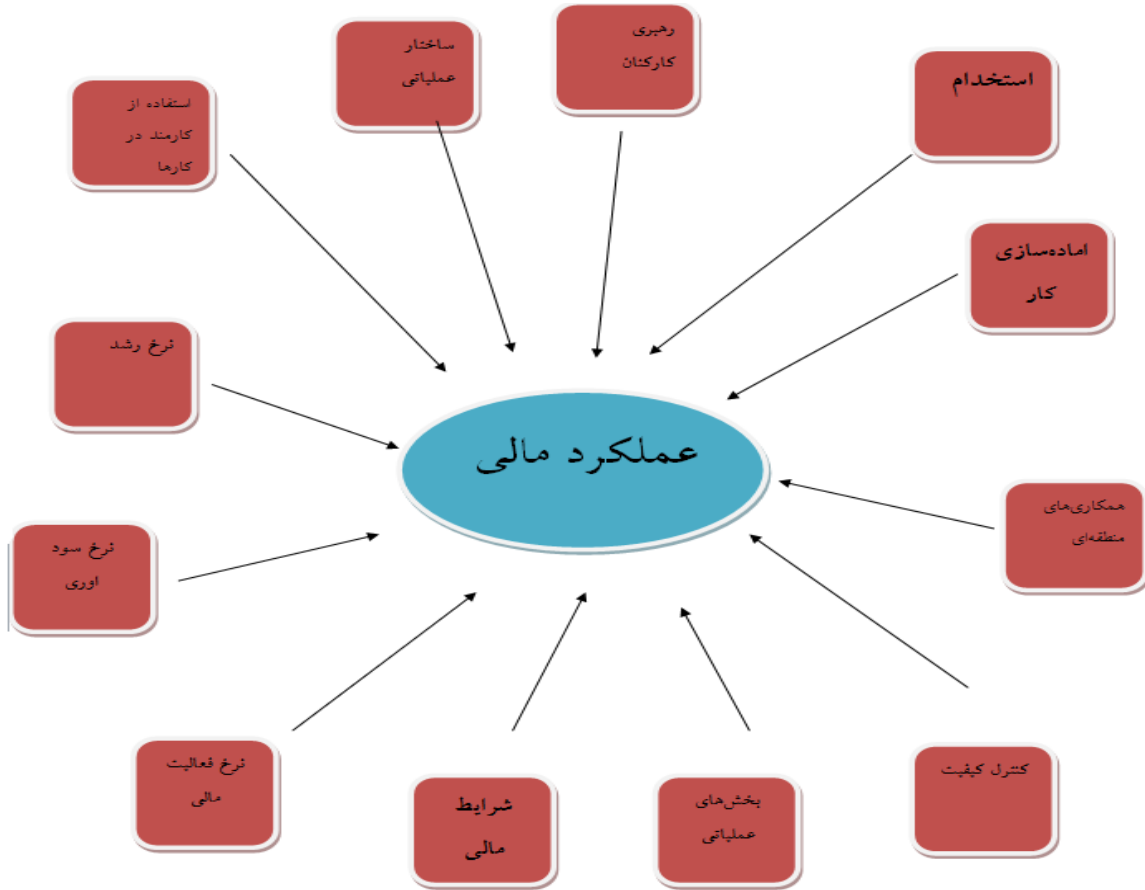 رهبری
کارکنان
ساختار
عملیاتی
استخدام
استفاده از
کارمند در
کارها
اماده‌سازی
کار
نرخ رشد
عملکرد مالی
همکاری‌های
منطقه‌ای
نرخ سود
اوری
نرخ فعالیت
مالی
شرایط
مالی
بخش‌های
عملیاتی
کنترل کیفیت